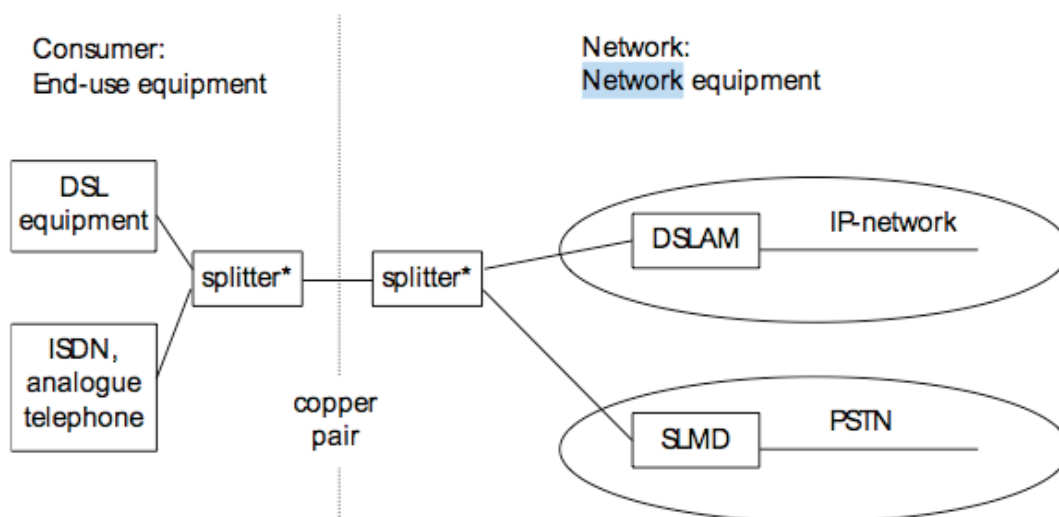 Consumer:
End-use equipment
Network:
Network equipment
DSL
equipment
splitter*
splitter*
DSLAM
IP-network
ISDN,
analogue
telephone
copper
pair
SLMD
PSTN